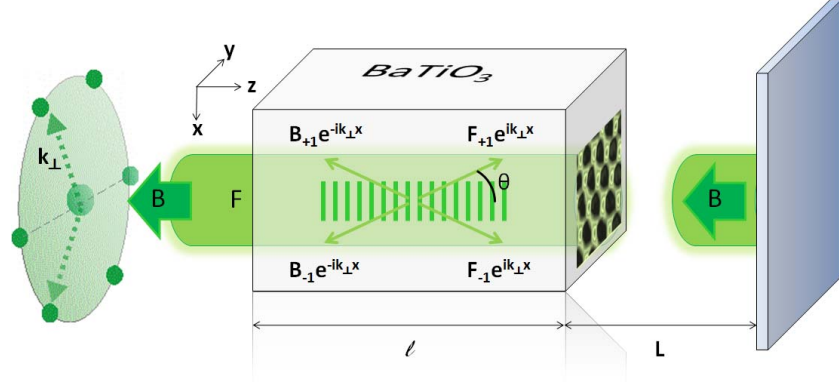 y
z
x
BaTiO₃
B₊₁e⁻ⁱᵏ⊥ˣ
F₊₁eⁱᵏ⊥ˣ
k⊥
θ
B
F
B
B₋₁e⁻ⁱᵏ⊥ˣ
F₋₁eⁱᵏ⊥ˣ
ℓ
L